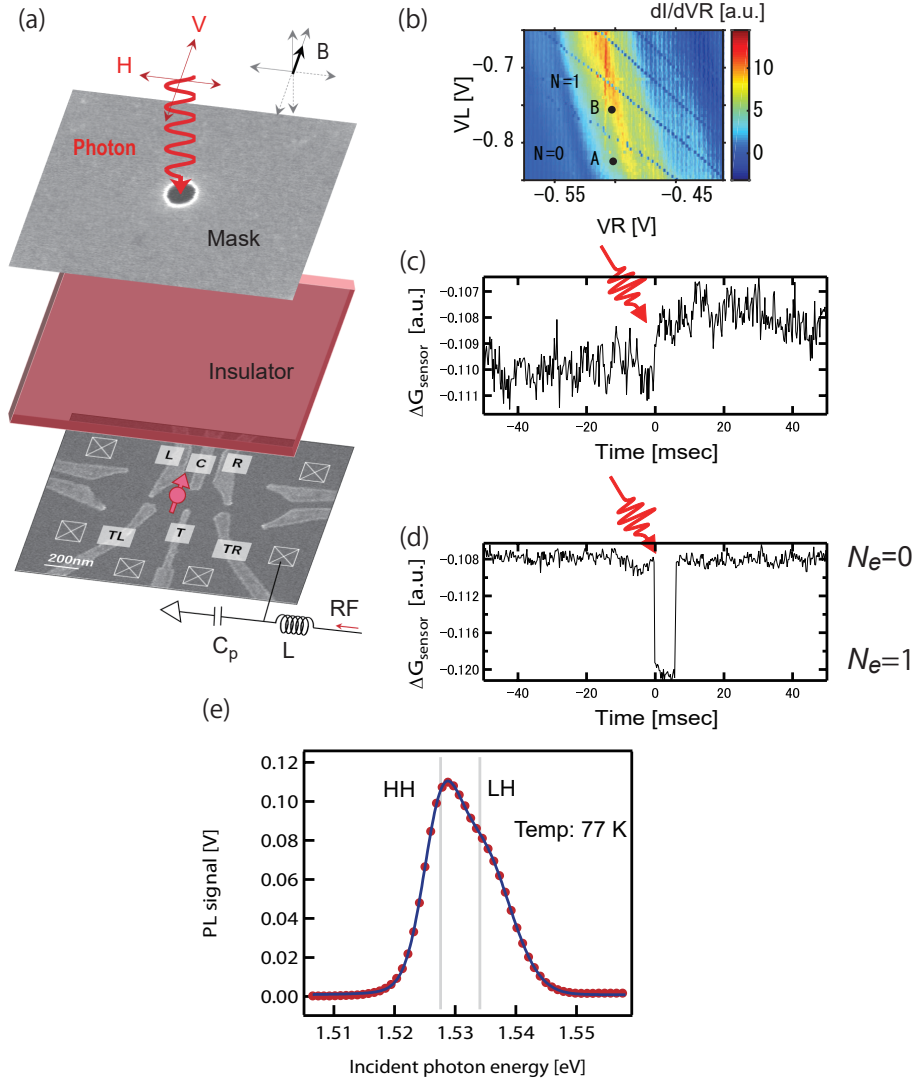 (a)
V
H
B
Photon
Mask
Insulator
L C R
TL T TR
200nm
RF
Cp L
(b)
dI/dVR [a.u.]
VL [V]
−0.7
−0.8
N=1
B
N=0
A
−0.55 −0.45
VR [V]
10
5
0
(c)
ΔGsensor [a.u.]
−0.107
−0.108
−0.109
−0.110
−0.111
−40 −20 0 20 40
Time [msec]
(d)
ΔGsensor [a.u.]
−0.108
−0.112
−0.116
−0.120
Ne=0
Ne=1
−40 −20 0 20 40
Time [msec]
(e)
PL signal [V]
0.12
0.10
0.08
0.06
0.04
0.02
0.00
HH LH
Temp: 77 K
1.51 1.52 1.53 1.54 1.55
Incident photon energy [eV]